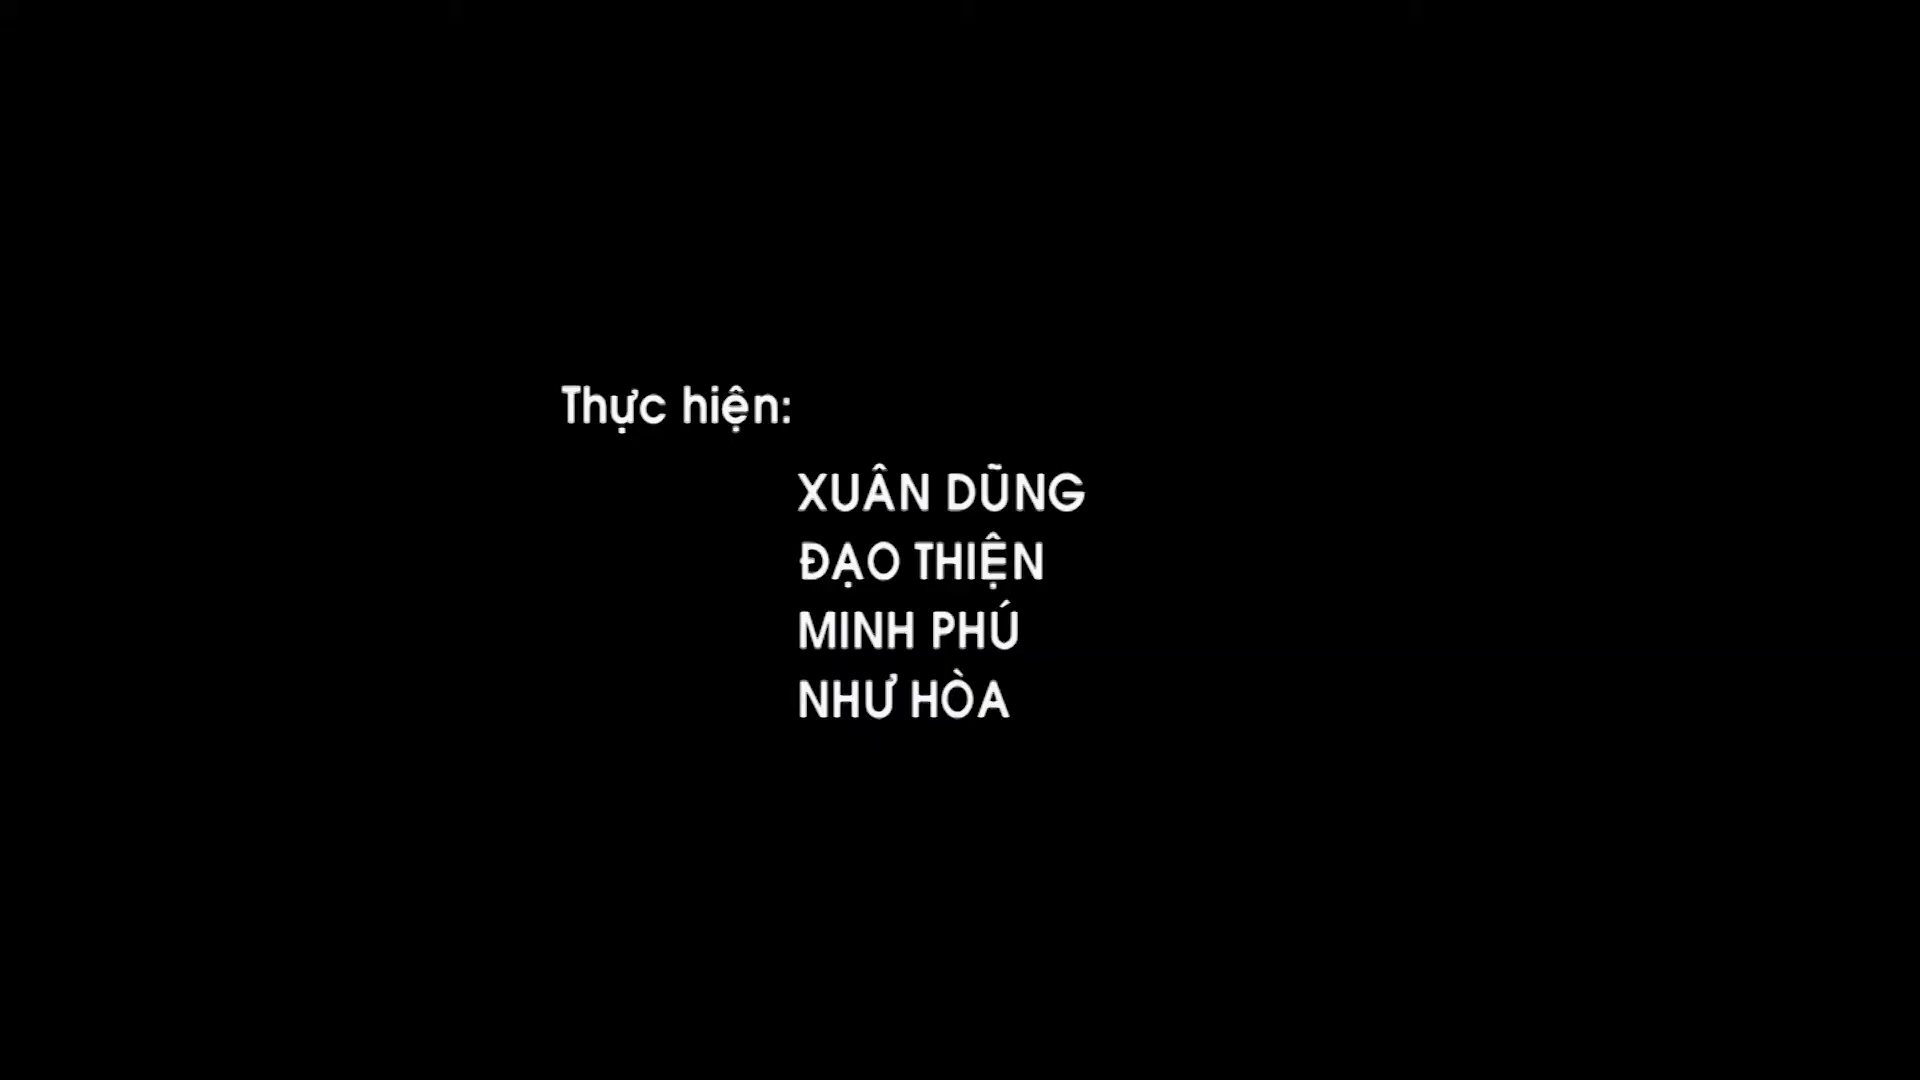 Thực hiện:
XUÂN DŨNG
ĐẠO THIỆN
MINH PHÚ
NHƯ HÒA